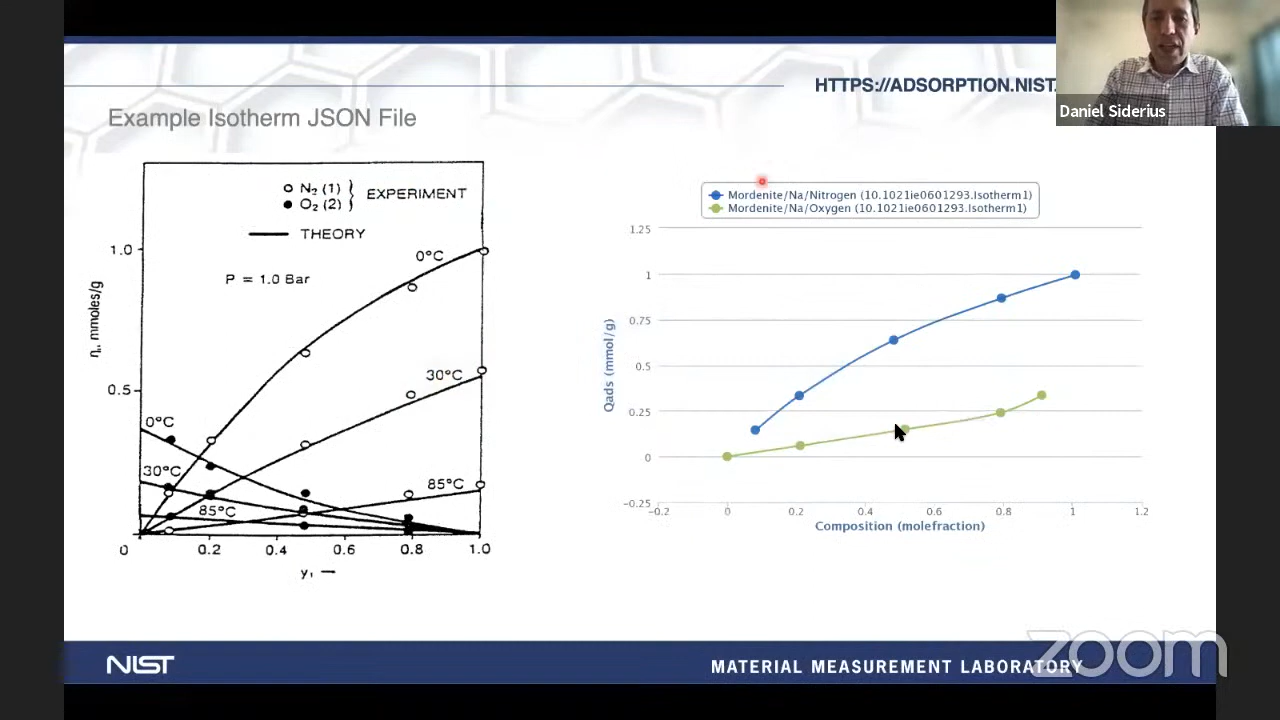 HTTPS://ADSORPTION.NIST.
Daniel Siderius
Example Isotherm JSON File
N₂ (1)
O₂ (2)
EXPERIMENT
THEORY
P = 1.0 Bar
0°C
30°C
85°C
0°C
30°C
85°C
1.0
0.5
0
0.2
0.4
0.6
0.8
1.0
η, mmoles/g
y₁
Mordenite/Na/Nitrogen (10.1021ie0601293.Isotherm1)
Mordenite/Na/Oxygen (10.1021ie0601293.Isotherm1)
1.25
1
0.75
0.5
0.25
0
-0.25
Qads (mmol/g)
-0.2
0
0.2
0.4
0.6
0.8
1
1.2
Composition (molefraction)
NIST
MATERIAL MEASUREMENT LABORATORY
zoom